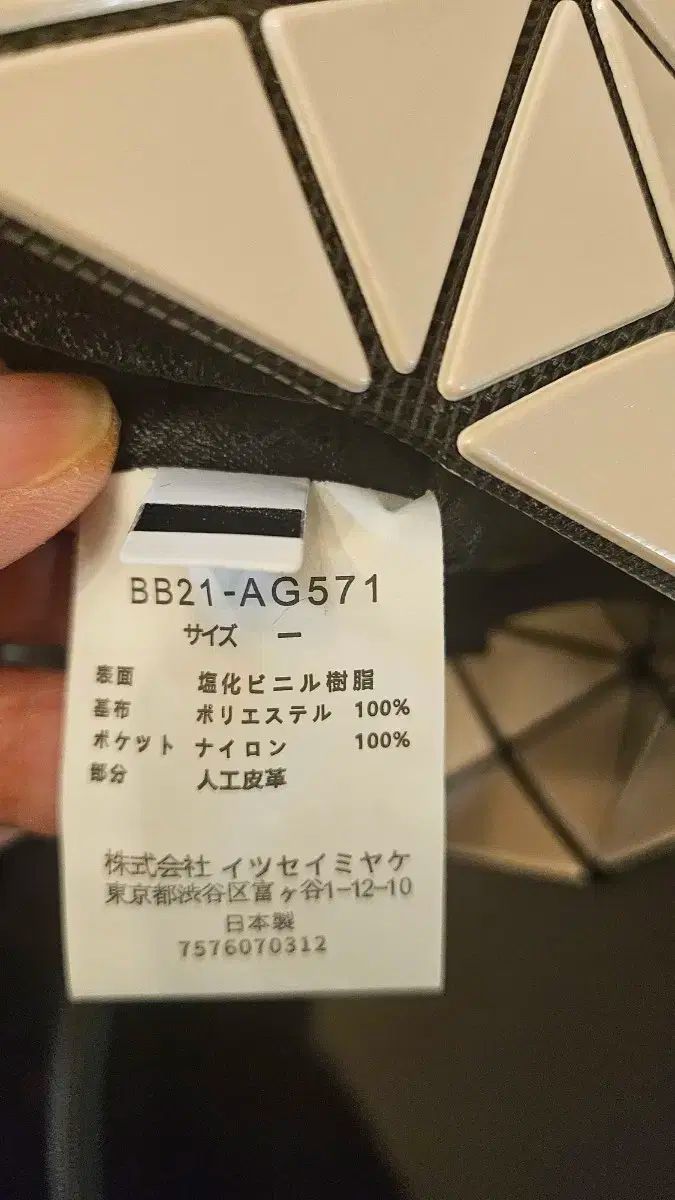 BB21-AG571
サイズ ー
表面 塩化ビニル樹脂
基布 ポリエステル 100%
ポケット ナイロン 100%
部分 人工皮革
株式会社 イツセイミヤケ
東京都渋谷区富ヶ谷1-12-10
日本製
7576070312